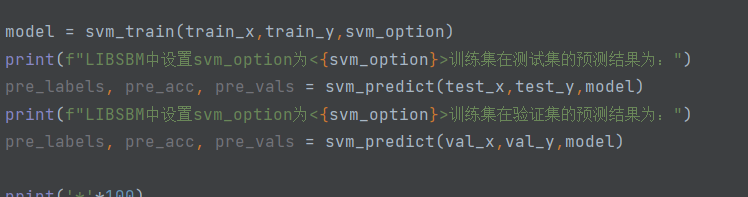 model = svm_train(train_x,train_y,svm_option)
print(f"LIBSBM中设置svm_option为<{svm_option}>训练集在测试集的预测结果为：")
pre_labels, pre_acc, pre_vals = svm_predict(test_x,test_y,model)
print(f"LIBSBM中设置svm_option为<{svm_option}>训练集在验证集的预测结果为：")
pre_labels, pre_acc, pre_vals = svm_predict(val_x,val_y,model)
print('*'*100)